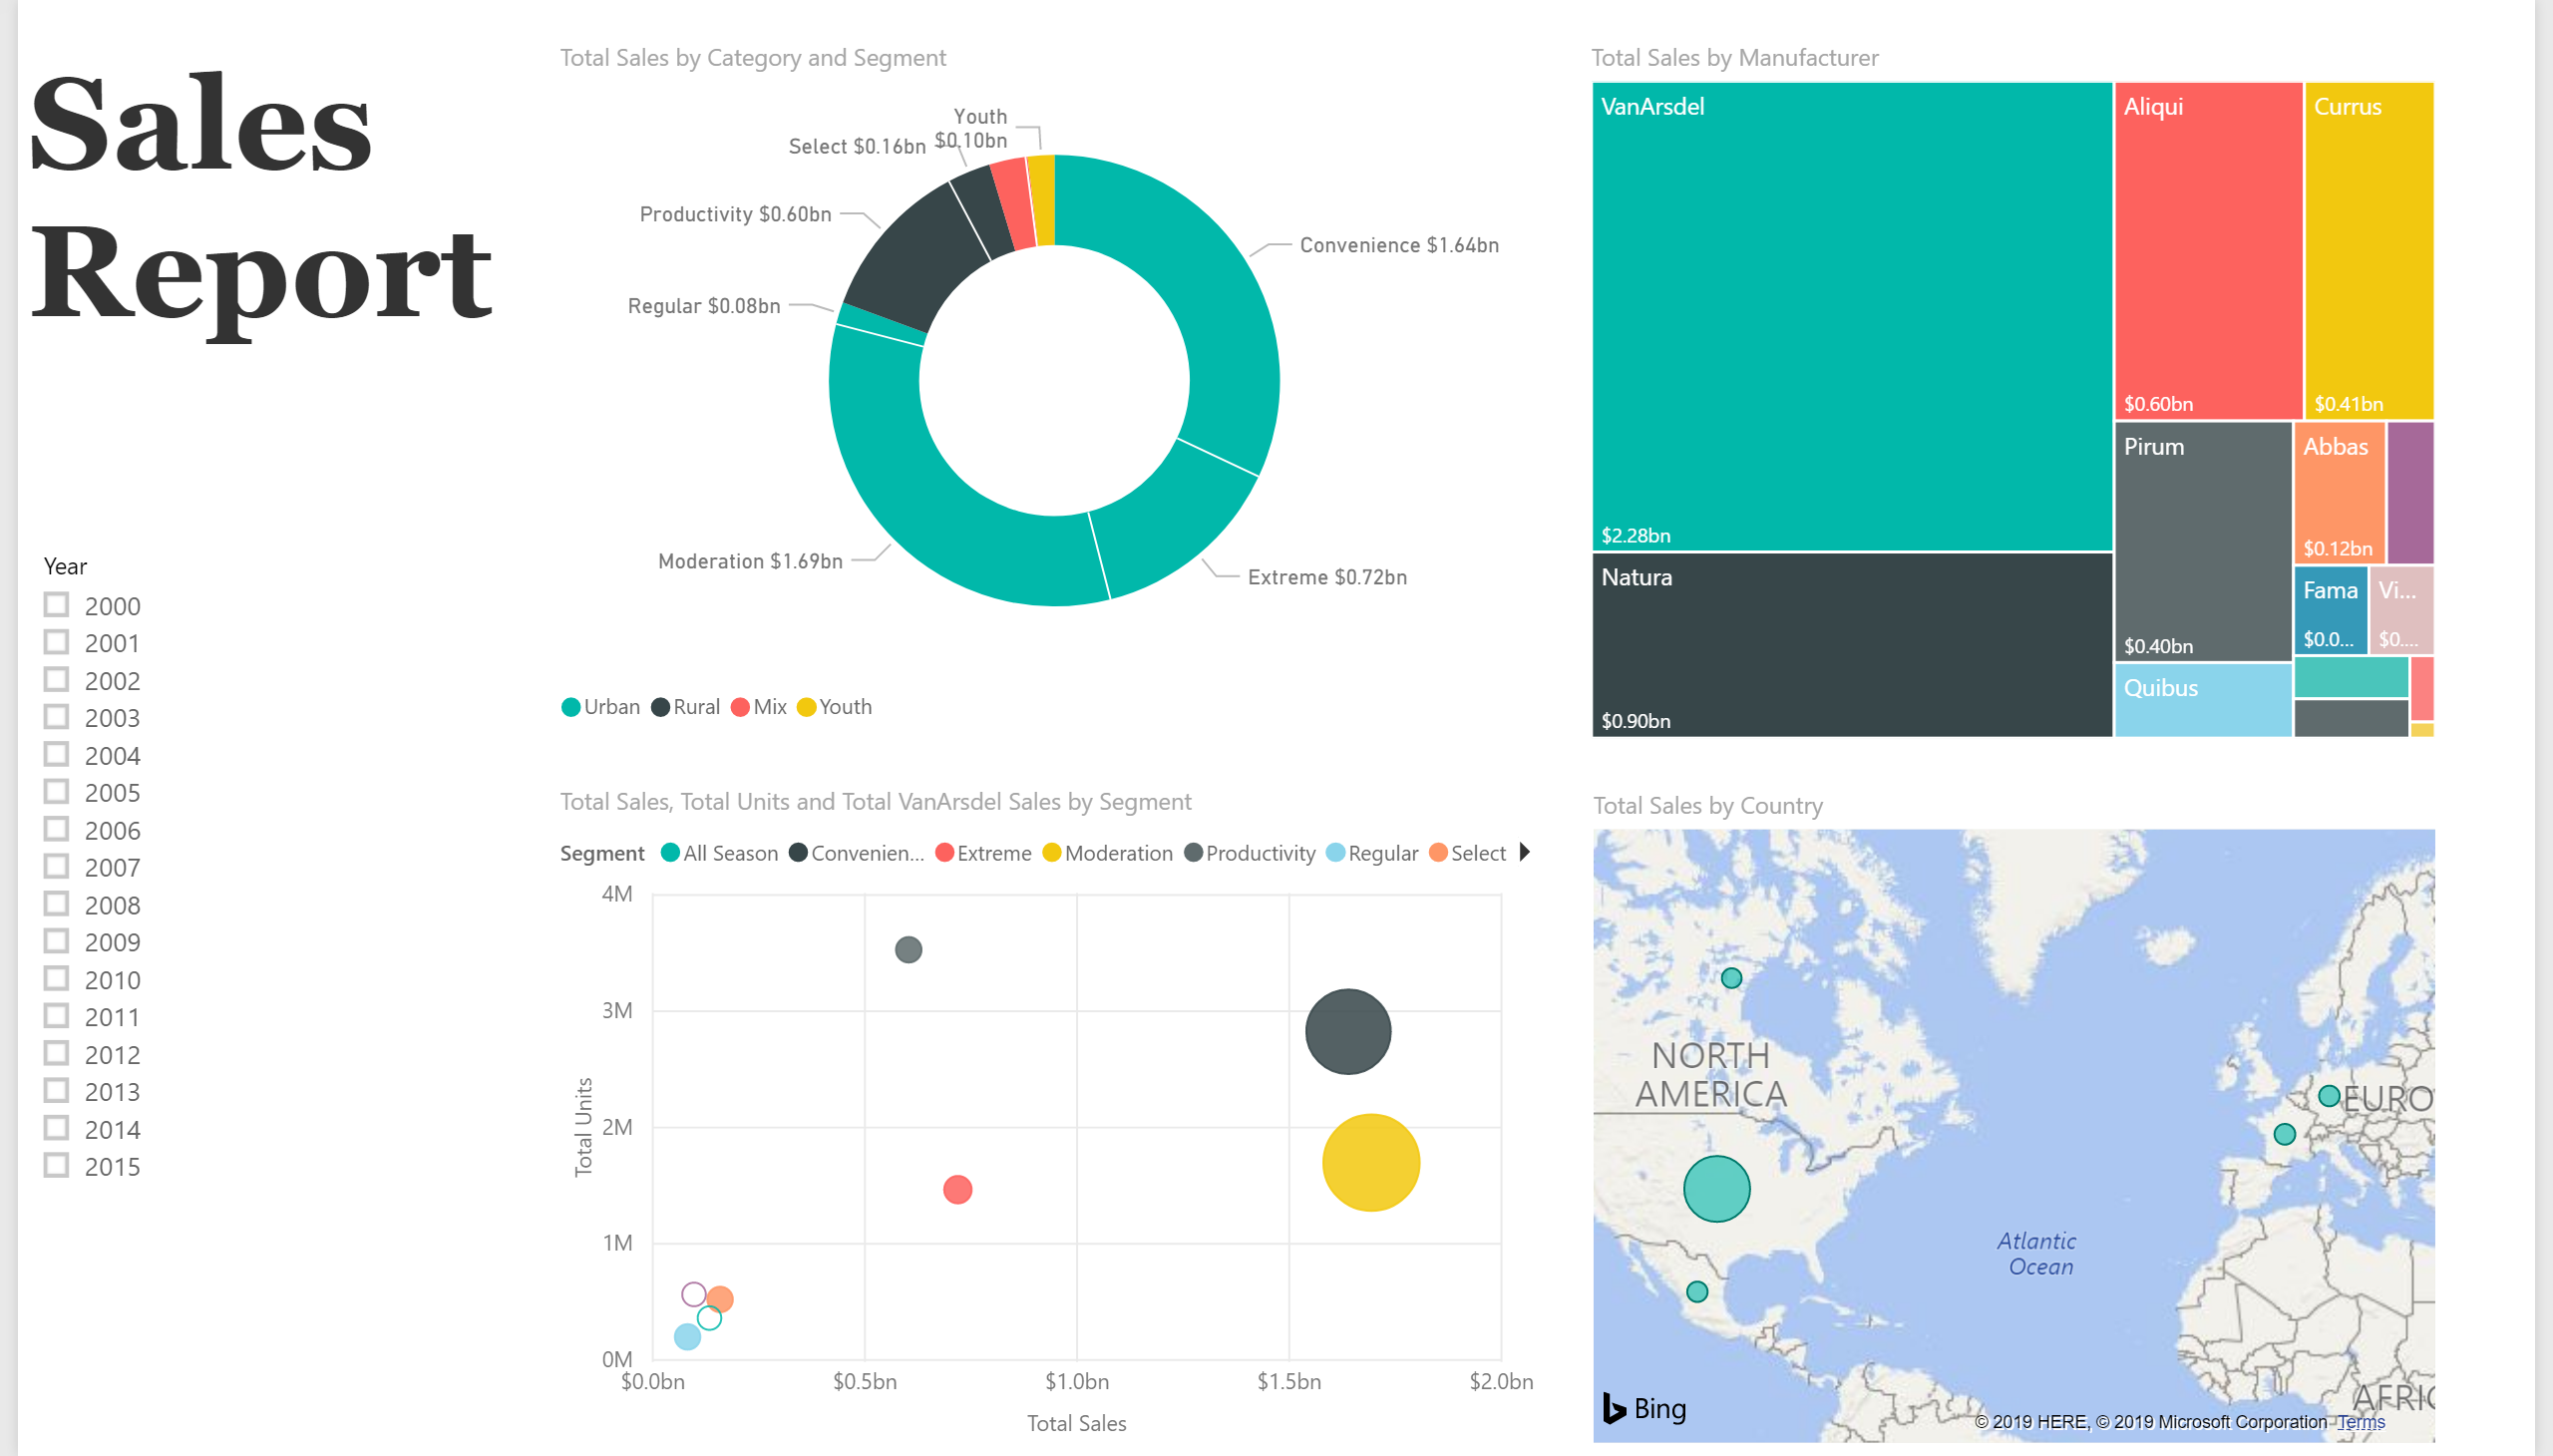 Sales
Report
Year
2000
2001
2002
2003
2004
2005
2006
2007
2008
2009
2010
2011
2012
2013
2014
2015
Total Sales by Category and Segment
Youth
$0.10bn
Select $0.16bn
Productivity $0.60bn
Regular $0.08bn
Moderation $1.69bn
Convenience $1.64bn
Extreme $0.72bn
Urban Rural Mix Youth
Total Sales by Manufacturer
VanArsdel
$2.28bn
Natura
$0.90bn
Aliqui
$0.60bn
Currus
$0.41bn
Pirum
$0.40bn
Abbas
$0.12bn
Fama
$0.0...
Vi...
$0....
Quibus
Total Sales, Total Units and Total VanArsdel Sales by Segment
Segment All Season Convenien... Extreme Moderation Productivity Regular Select
4M
3M
2M
1M
0M
Total Units
$0.0bn $0.5bn $1.0bn $1.5bn $2.0bn
Total Sales
Total Sales by Country
NORTH
AMERICA
EURO
Atlantic
Ocean
AFRIC
Bing
© 2019 HERE, © 2019 Microsoft Corporation Terms